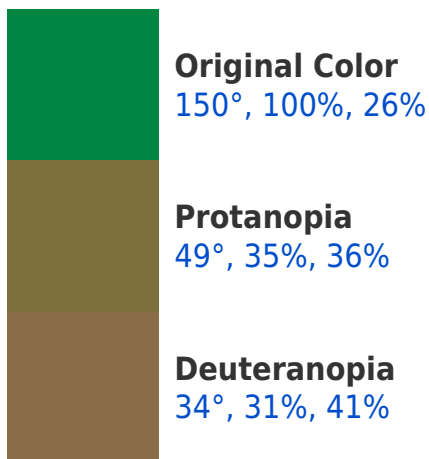 Original Color
150°, 100%, 26%
Protanopia
49°, 35%, 36%
Deuteranopia
34°, 31%, 41%